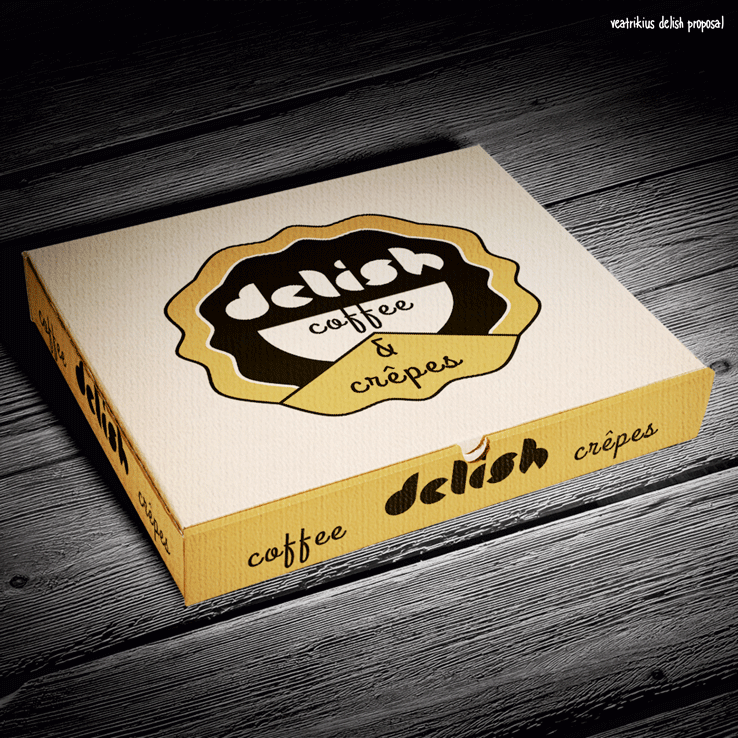 veatrikius delish proposal
delish
coffee
&
crêpes
coffee delish crêpes
coffee delish crêpes